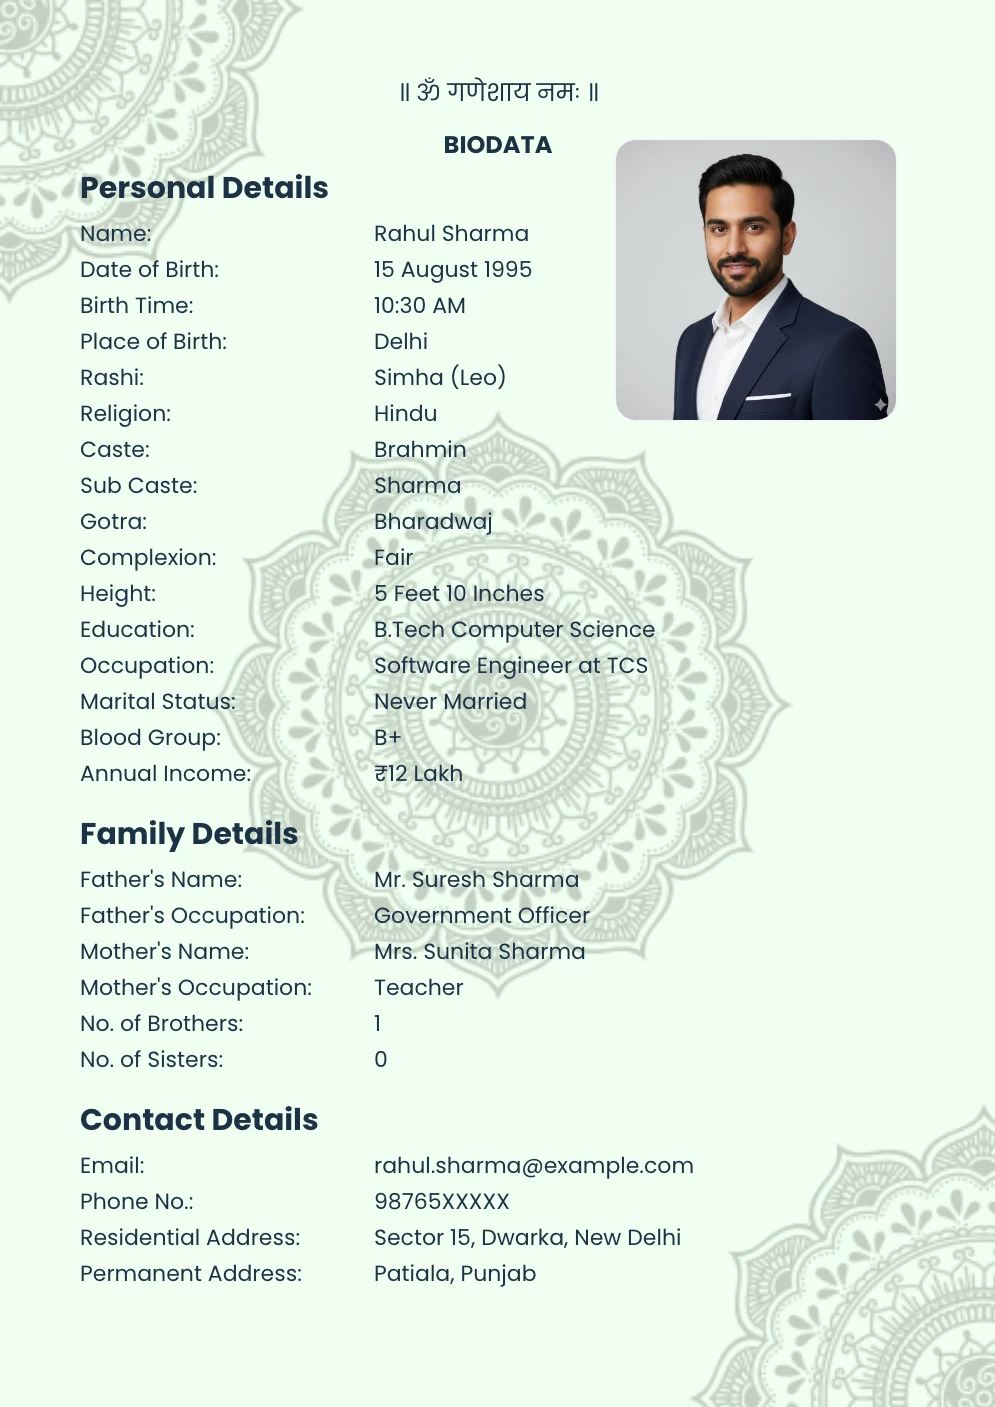 ॥ ॐ गणेशाय नमः ॥
BIODATA
Personal Details
Name: Rahul Sharma
Date of Birth: 15 August 1995
Birth Time: 10:30 AM
Place of Birth: Delhi
Rashi: Simha (Leo)
Religion: Hindu
Caste: Brahmin
Sub Caste: Sharma
Gotra: Bharadwaj
Complexion: Fair
Height: 5 Feet 10 Inches
Education: B.Tech Computer Science
Occupation: Software Engineer at TCS
Marital Status: Never Married
Blood Group: B+
Annual Income: ₹12 Lakh
Family Details
Father's Name: Mr. Suresh Sharma
Father's Occupation: Government Officer
Mother's Name: Mrs. Sunita Sharma
Mother's Occupation: Teacher
No. of Brothers: 1
No. of Sisters: 0
Contact Details
Email: rahul.sharma@example.com
Phone No.: 98765XXXXX
Residential Address: Sector 15, Dwarka, New Delhi
Permanent Address: Patiala, Punjab